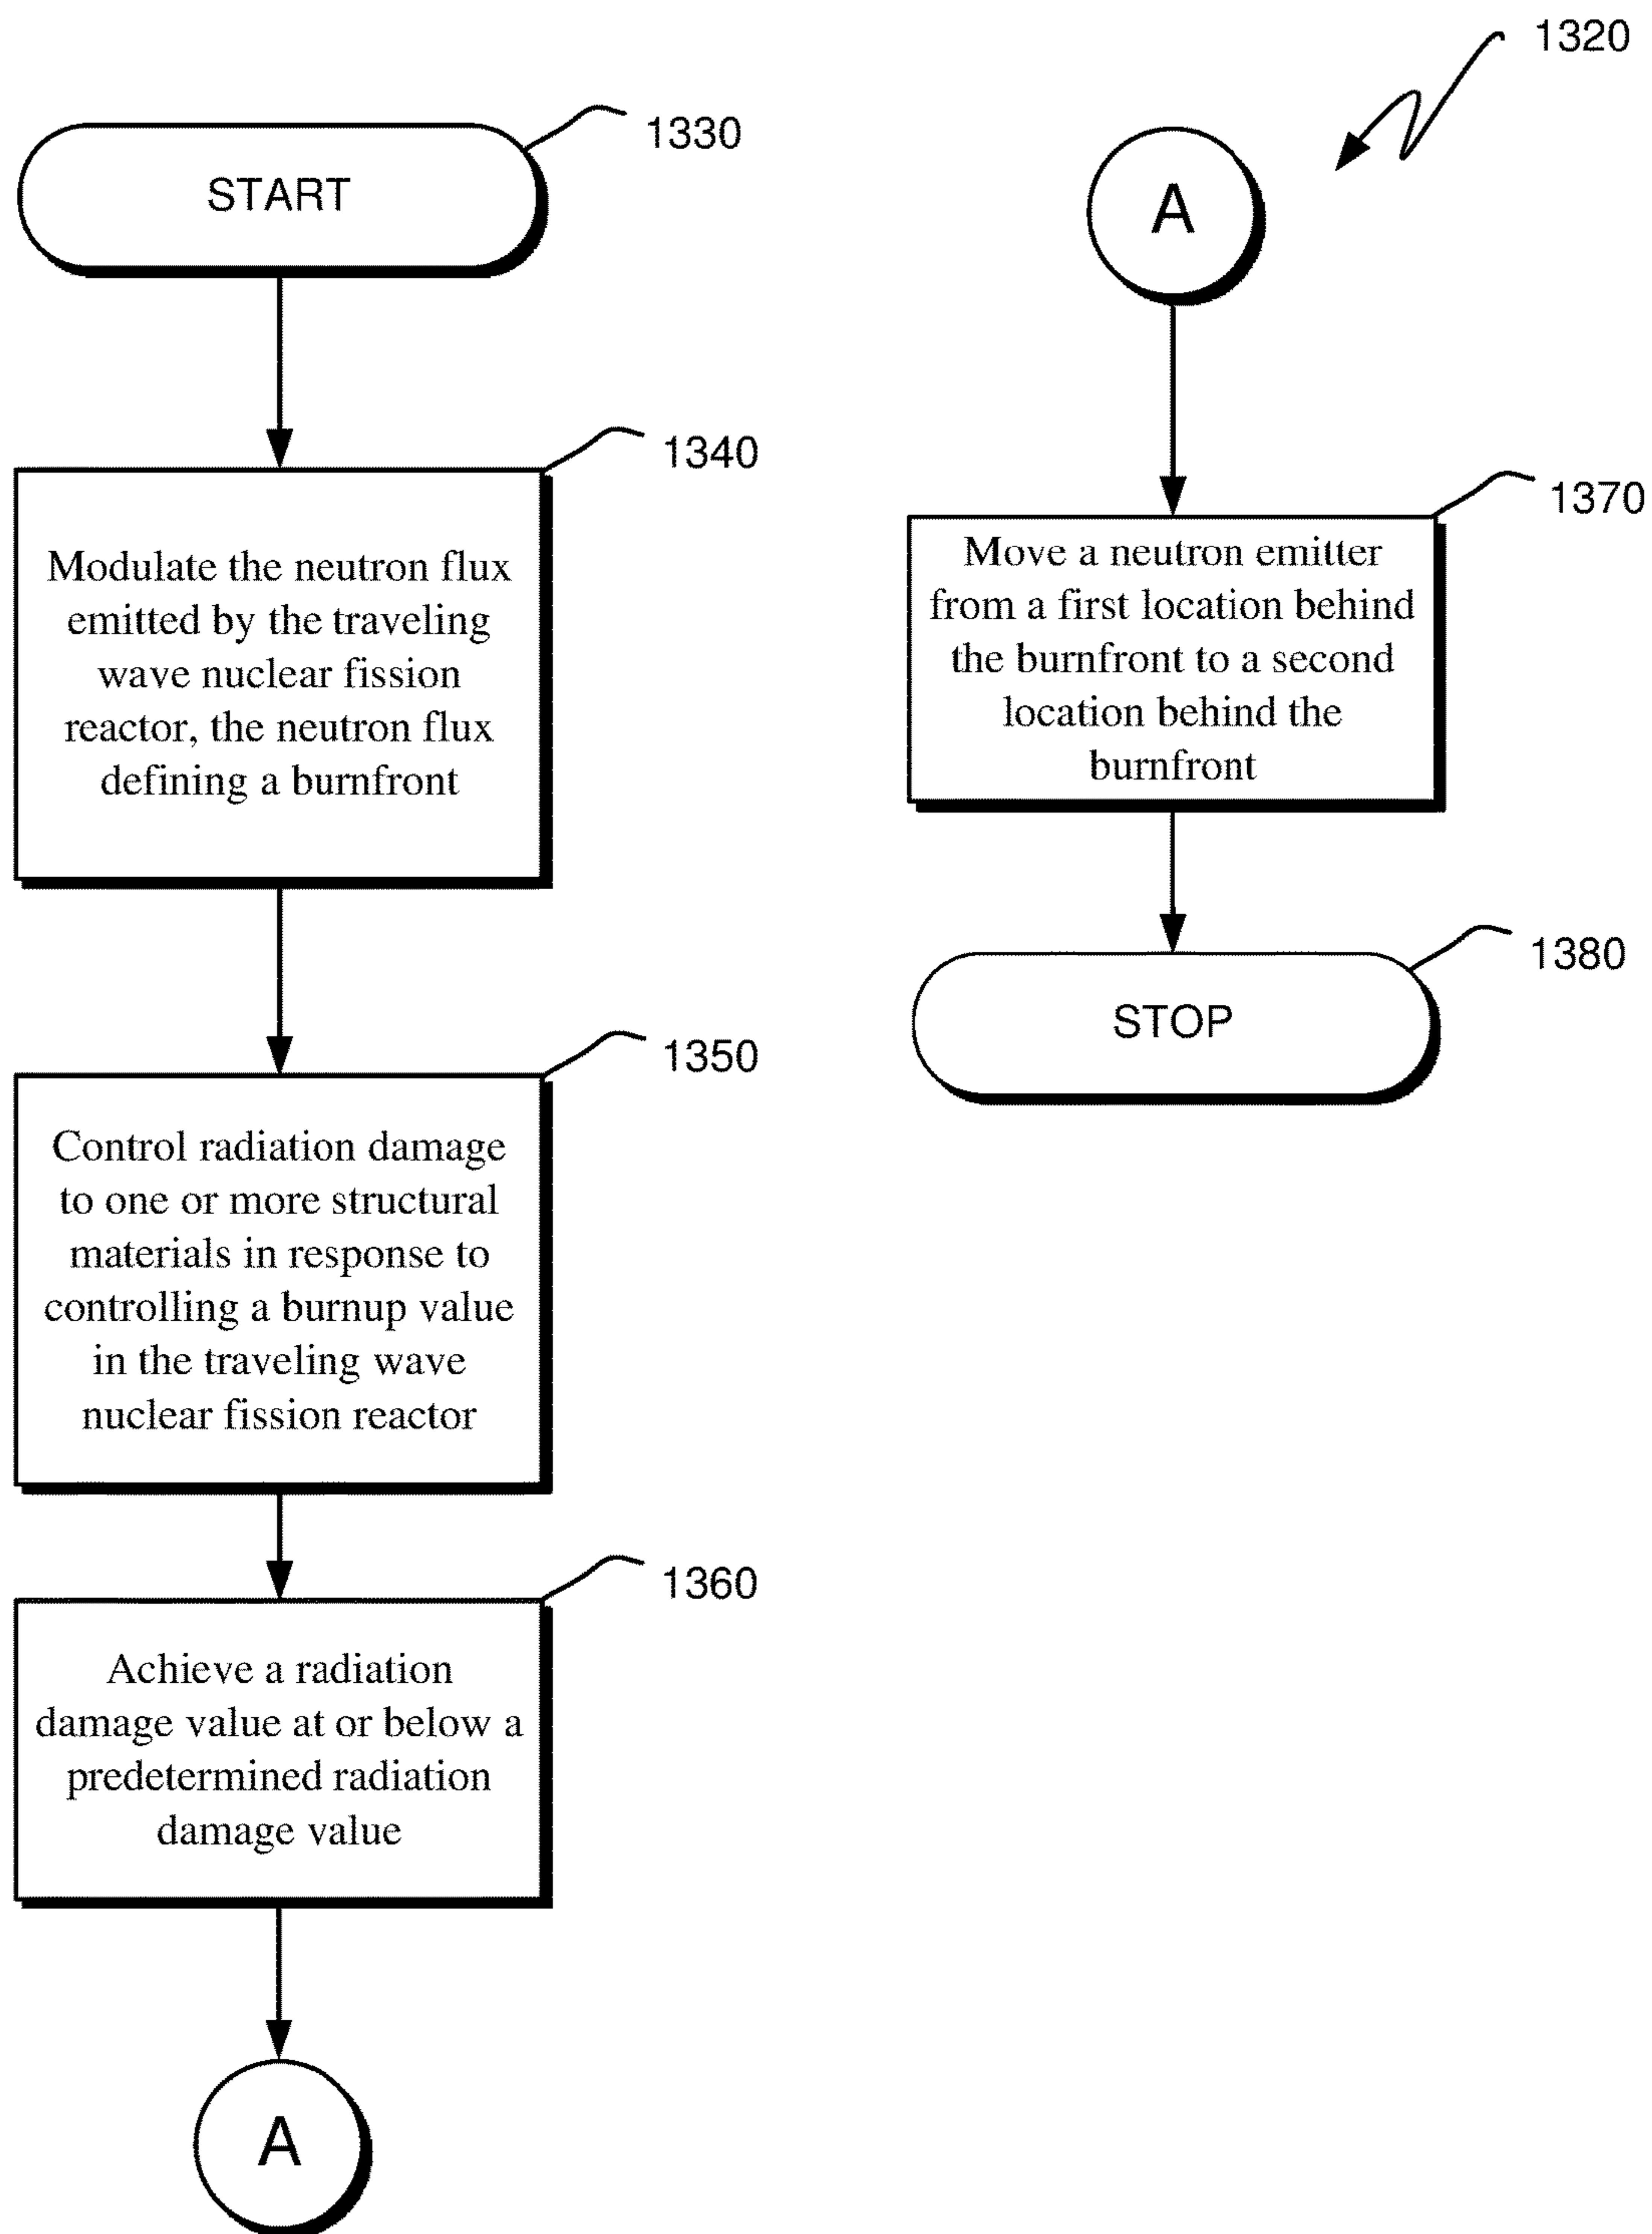 1330
START
1340
Modulate the neutron flux
emitted by the traveling
wave nuclear fission
reactor, the neutron flux
defining a burnfront
1350
Control radiation damage
to one or more structural
materials in response to
controlling a burnup value
in the traveling wave
nuclear fission reactor
1360
Achieve a radiation
damage value at or below a
predetermined radiation
damage value
A
1320
A
1370
Move a neutron emitter
from a first location behind
the burnfront to a second
location behind the
burnfront
1380
STOP